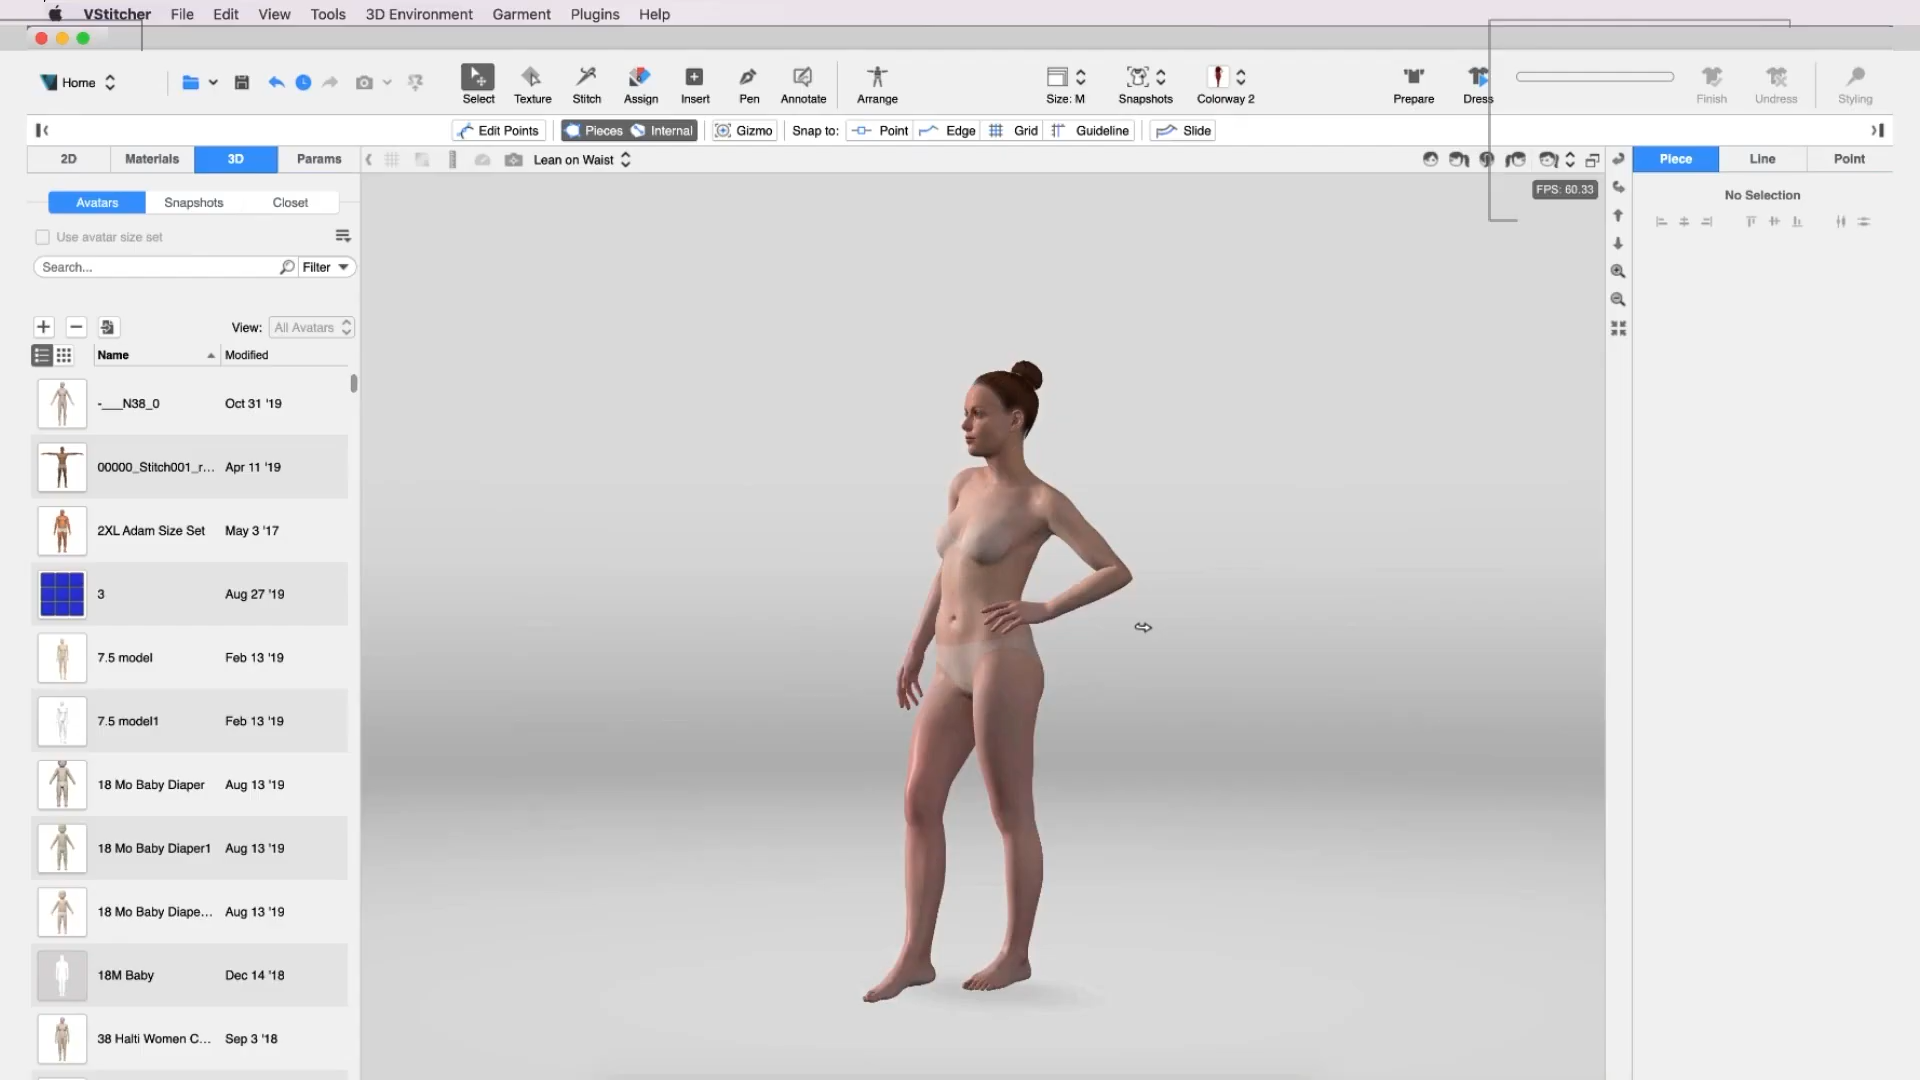 VStitcher File Edit View Tools 3D Environment Garment Plugins Help
Home
Select Texture Stitch Assign Insert Pen Annotate Arrange Size: M Snapshots Colorway 2 Prepare Dress Finish Undress Styling
Edit Points Pieces Internal Gizmo Snap to: Point Edge Grid Guideline Slide
2D Materials 3D Params Lean on Waist Piece Line Point
FPS: 60.33
No Selection
Avatars Snapshots Closet
Use avatar size set
Search... Filter
View: All Avatars
Name Modified
-___N38_0 Oct 31 '19
00000_Stitch001_r... Apr 11 '19
2XL Adam Size Set May 3 '17
3 Aug 27 '19
7.5 model Feb 13 '19
7.5 model1 Feb 13 '19
18 Mo Baby Diaper Aug 13 '19
18 Mo Baby Diaper1 Aug 13 '19
18 Mo Baby Diape... Aug 13 '19
18M Baby Dec 14 '18
38 Halti Women C... Sep 3 '18